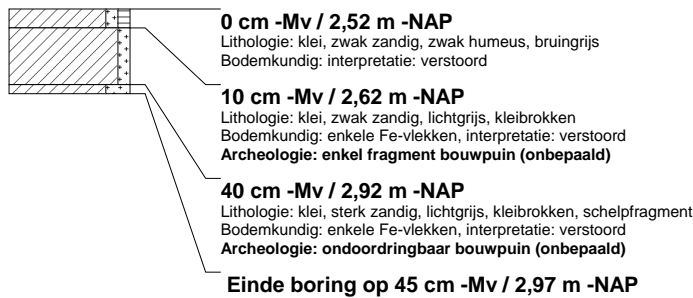 0 cm -Mv / 2,52 m -NAP
Lithologie: klei, zwak zandig, zwak humeus, bruingrijs
Bodemkundig: interpretatie: verstoord
10 cm -Mv / 2,62 m -NAP
Lithologie: klei, zwak zandig, lichtgrijs, kleibrokken
Bodemkundig: enkele Fe-vlekken, interpretatie: verstoord
Archeologie: enkel fragment bouwpuin (onbepaald)
40 cm -Mv / 2,92 m -NAP
Lithologie: klei, sterk zandig, lichtgrijs, kleibrokken, schelpfragment
Bodemkundig: enkele Fe-vlekken, interpretatie: verstoord
Archeologie: ondoordringbaar bouwpuin (onbepaald)
Einde boring op 45 cm -Mv / 2,97 m -NAP